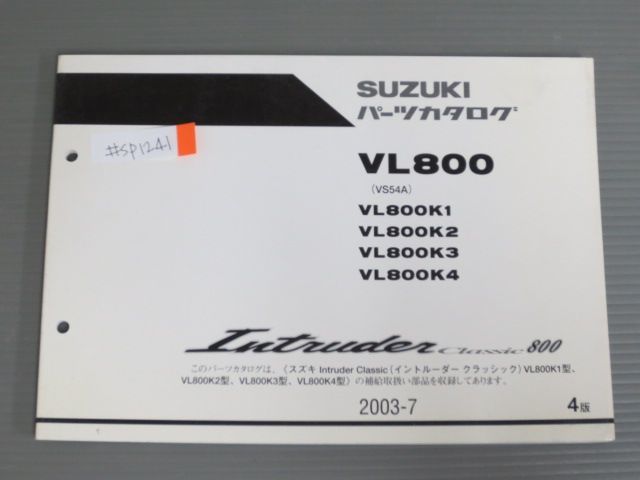 SUZUKI
パーツカタログ
#SP1241
VL800
(VS54A)
VL800K1
VL800K2
VL800K3
VL800K4
Intruder Classic 800
このパーツカタログは、《スズキ Intruder Classic(イントルーダー クラッシック)VL800K1型、
VL800K2型、VL800K3型、VL800K4型》の補給取扱い部品を収録してあります。
2003-7
4版